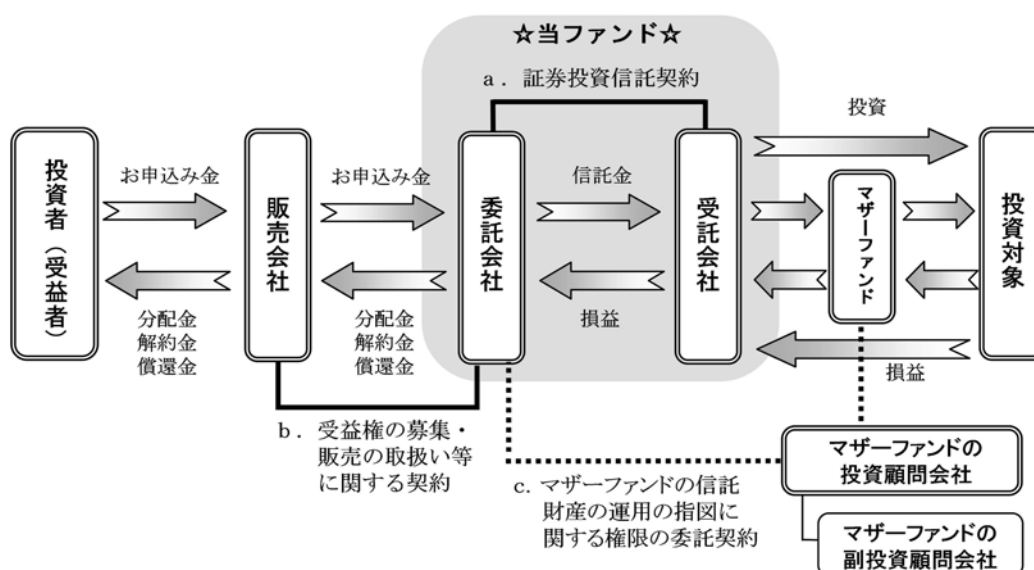 ☆当ファンド☆
a．証券投資信託契約
投資者（受益者）
お申込み金
分配金
解約金
償還金
販売会社
お申込み金
分配金
解約金
償還金
委託会社
信託金
損益
受託会社
投資
マザーファンド
損益
投資対象
b．受益権の募集・
販売の取扱い等
に関する契約
c. マザーファンドの信託
財産の運用の指図に
関する権限の委託契約
マザーファンドの
投資顧問会社
マザーファンドの
副投資顧問会社